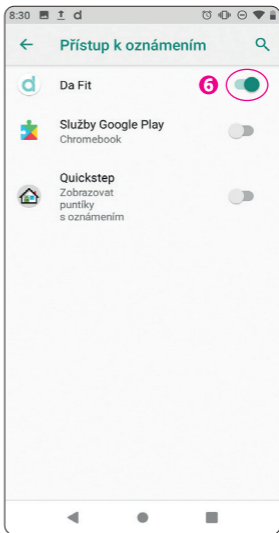 8:30
Přístup k oznámením
Da Fit
6
Služby Google Play
Chromebook
Quickstep
Zobrazovat
puntíky
s oznámením